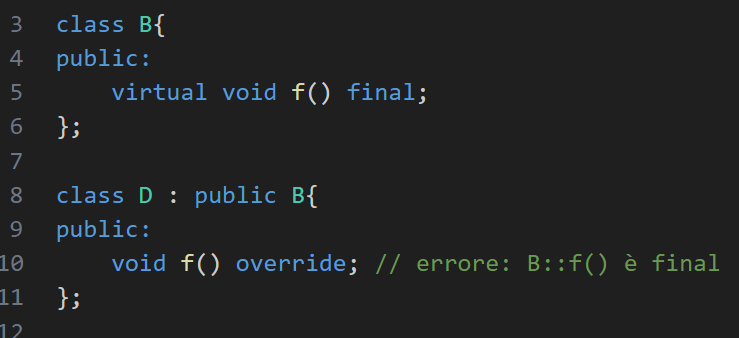 3 class B{
4 public:
5     virtual void f() final;
6 };
7
8 class D : public B{
9 public:
10     void f() override; // errore: B::f() è final
11 };
12